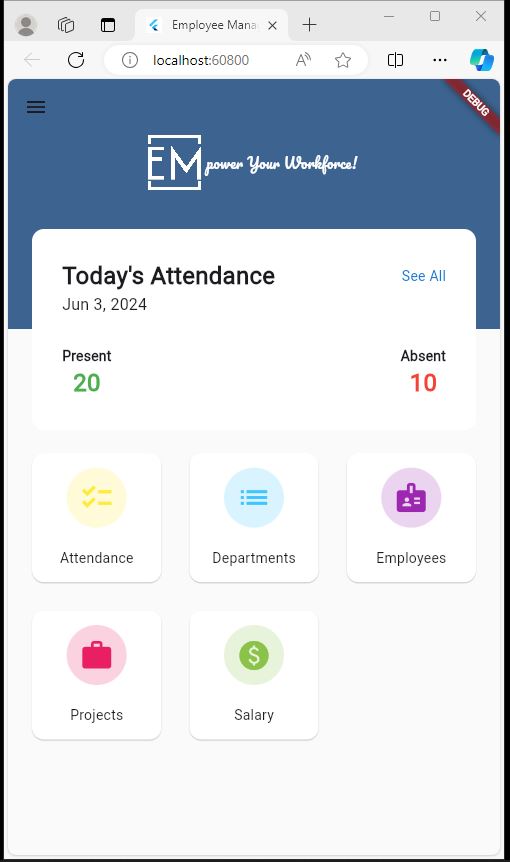 Employee Mana
localhost:60800
DEBUG
EM power Your Workforce!
Today's Attendance
See All
Jun 3, 2024
Present
Absent
20
10
Attendance
Departments
Employees
Projects
Salary